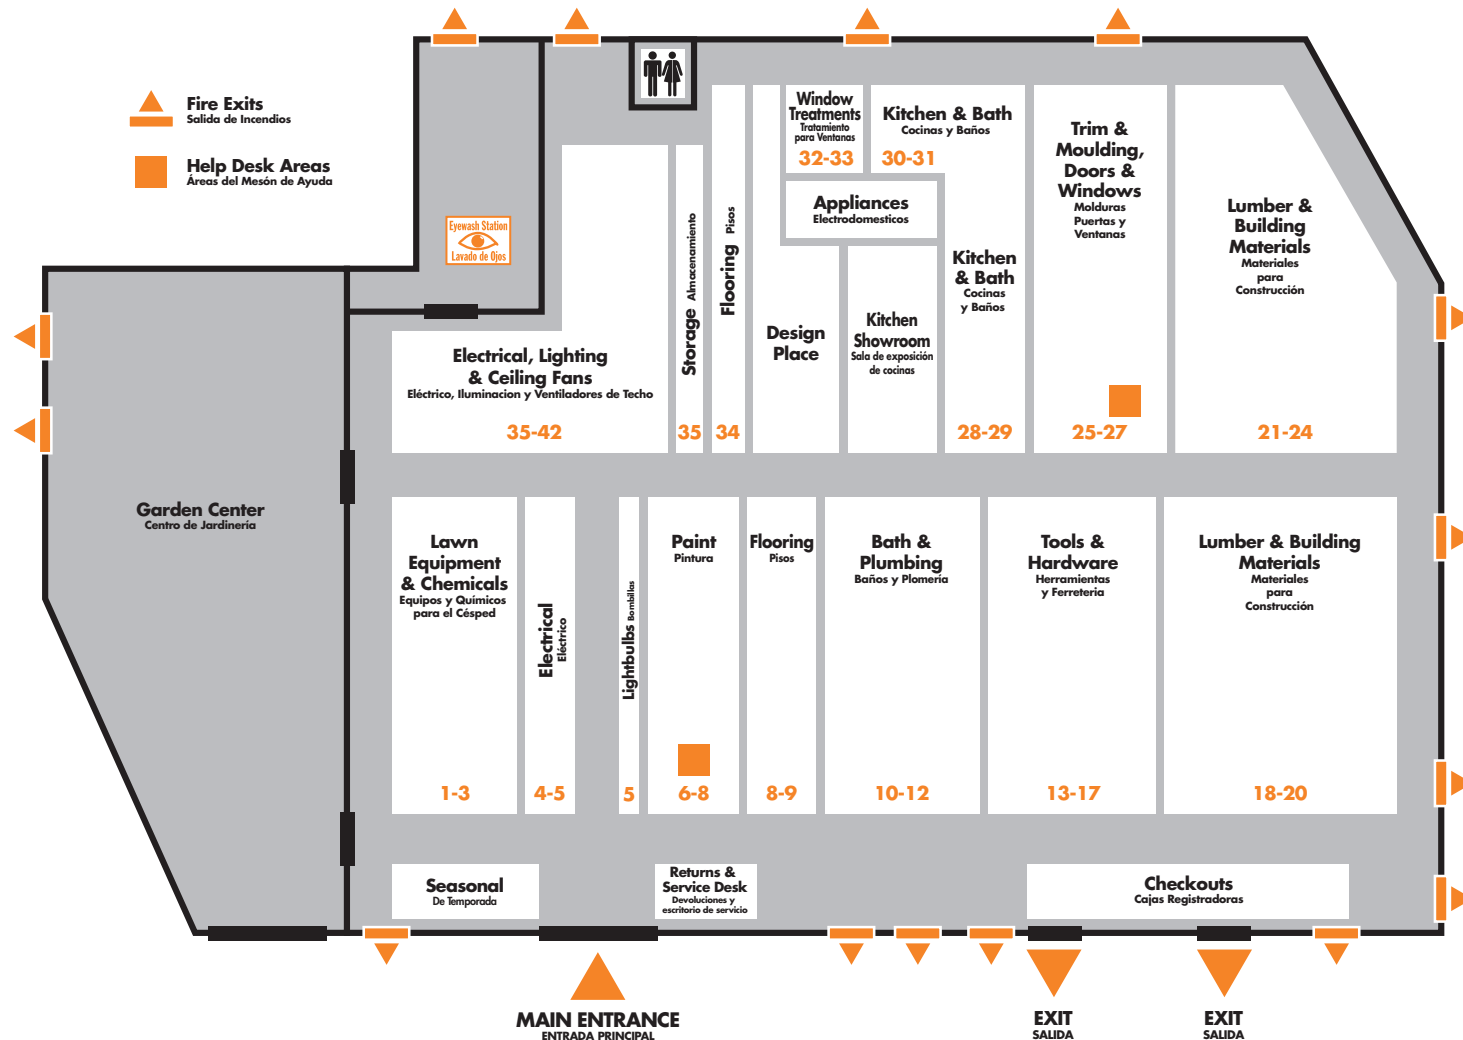 Fire Exits
Salida de Incendios
Help Desk Areas
Áreas del Mesón de Ayuda
Eyewash Station
Lavado de Ojos
Garden Center
Centro de Jardinería
Electrical, Lighting
& Ceiling Fans
Eléctrico, Iluminacion y Ventiladores de Techo
35-42
Storage Almacenamiento
35
Flooring Pisos
34
Design
Place
Window
Treatments
Tratamiento
para Ventanas
32-33
Kitchen & Bath
Cocinas y Baños
30-31
Appliances
Electrodomesticos
Kitchen
Showroom
Sala de exposición
de cocinas
Kitchen
& Bath
Cocinas
y Baños
28-29
Trim &
Moulding,
Doors &
Windows
Molduras
Puertas y
Ventanas
25-27
Lumber &
Building
Materials
Materiales
para
Construcción
21-24
Lawn
Equipment
& Chemicals
Equipos y Químicos
para el Césped
1-3
Electrical
Eléctrico
4-5
Lightbulbs Bombillas
5
Paint
Pintura
6-8
Flooring
Pisos
8-9
Bath &
Plumbing
Baños y Plomería
10-12
Tools &
Hardware
Herramientas
y Ferreteria
13-17
Lumber & Building
Materials
Materiales
para
Construcción
18-20
Seasonal
De Temporada
Returns &
Service Desk
Devoluciones y
escritorio de servicio
Checkouts
Cajas Registradoras
MAIN ENTRANCE
ENTRADA PRINCIPAL
EXIT
SALIDA
EXIT
SALIDA